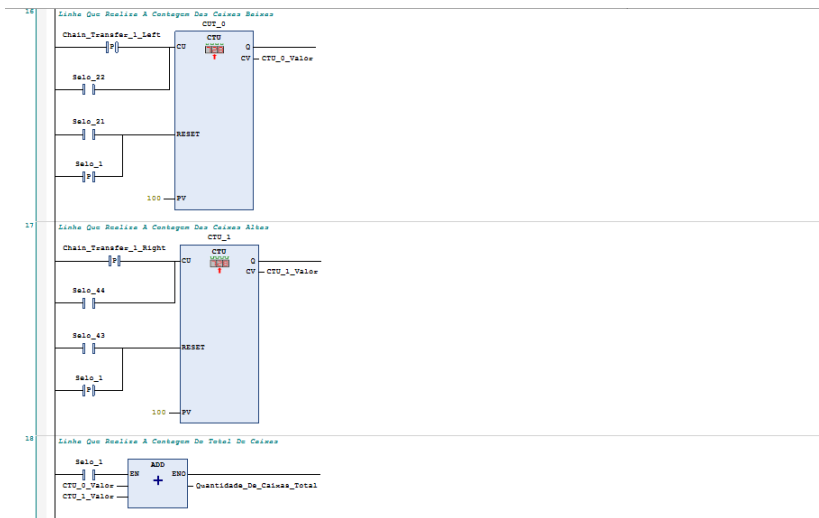 16 Linha Que Realiza A Contagem Das Caixas Baixas
CUT_0
Chain_Transfer_1_Left
P
CTU
CU Q
CV CTU_0_Valor
Selo_22
Selo_21
RESET
Selo_1
P
100 PV
17 Linha Que Realiza A Contagem Das Caixas Altas
CTU_1
Chain_Transfer_1_Right
P
CTU
CU Q
CV CTU_1_Valor
Selo_44
Selo_43
RESET
Selo_1
P
100 PV
18 Linha Que Realiza A Contagem Do Total De Caixas
Selo_1
ADD
EN ENO
CTU_0_Valor + Quantidade_De_Caixas_Total
CTU_1_Valor